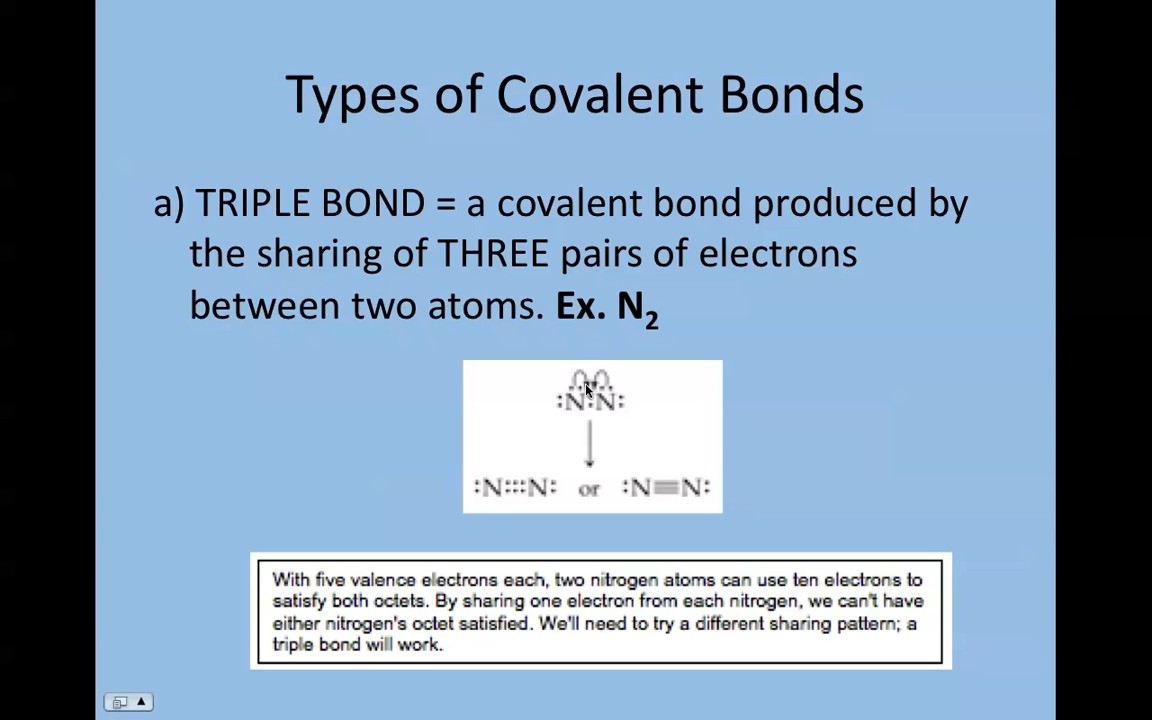 Types of Covalent Bonds
a) TRIPLE BOND = a covalent bond produced by
the sharing of THREE pairs of electrons
between two atoms. Ex. N₂
:N:N:
:N:::N: or :N≡N:
With five valence electrons each, two nitrogen atoms can use ten electrons to
satisfy both octets. By sharing one electron from each nitrogen, we can't have
either nitrogen's octet satisfied. We'll need to try a different sharing pattern; a
triple bond will work.